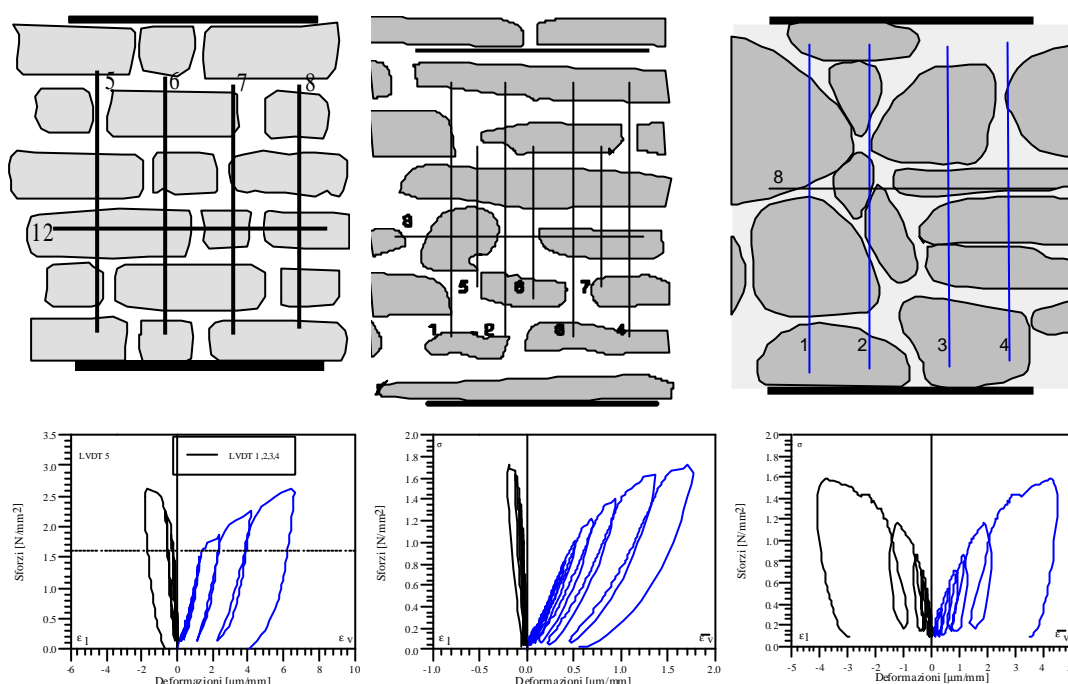 5
6
7
8
12
8
5
6
7
1
2
3
4
8
1
2
3
4
3.5
3.0
2.5
2.0
1.5
1.0
0.5
0.0
Sforzi [N/mm2]
LVDT 5
LVDT 1,2,3,4
ε l
ε v
-6 -4 -2 0 2 4 6 8 10
Deformazioni [µm/mm]
2.0
1.8
1.6
1.4
1.2
1.0
0.8
0.6
0.4
0.2
0.0
Sforzi [N/mm2]
σ
ε l
ε v
-1.0 -0.5 0.0 0.5 1.0 1.5 2.0
Deformazioni [µm/mm]
2.0
1.8
1.6
1.4
1.2
1.0
0.8
0.6
0.4
0.2
0.0
Sforzi [N/mm2]
σ
ε l
ε v
-5 -4 -3 -2 -1 0 1 2 3 4 5
Deformazioni [µm/mm]